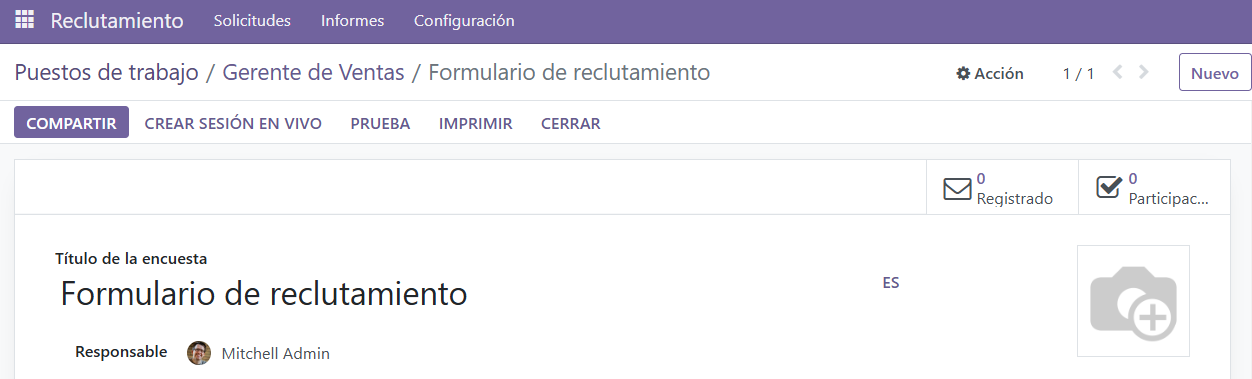 Reclutamiento Solicitudes Informes Configuración
Puestos de trabajo / Gerente de Ventas / Formulario de reclutamiento Acción 1 / 1 Nuevo
COMPARTIR CREAR SESIÓN EN VIVO PRUEBA IMPRIMIR CERRAR
0 0
Registrado Participac...
Título de la encuesta
Formulario de reclutamiento ES
Responsable Mitchell Admin